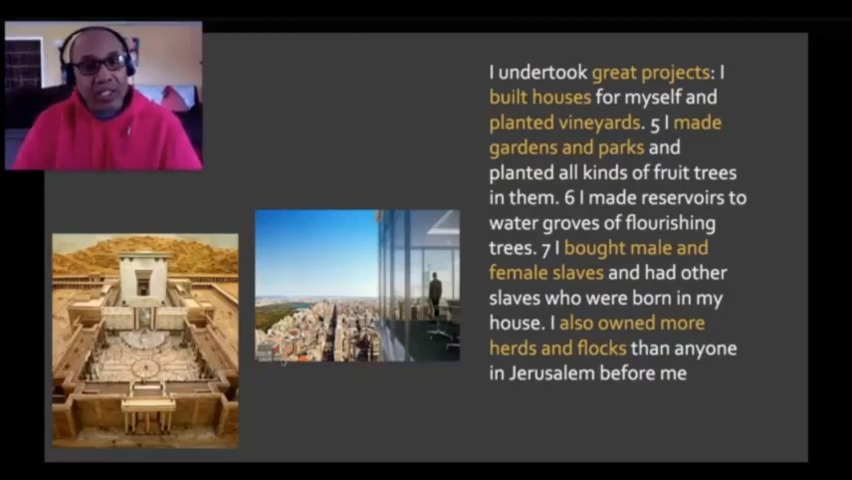 I undertook great projects: I
built houses for myself and
planted vineyards. 5 I made
gardens and parks and
planted all kinds of fruit trees
in them. 6 I made reservoirs to
water groves of flourishing
trees. 7 I bought male and
female slaves and had other
slaves who were born in my
house. I also owned more
herds and flocks than anyone
in Jerusalem before me